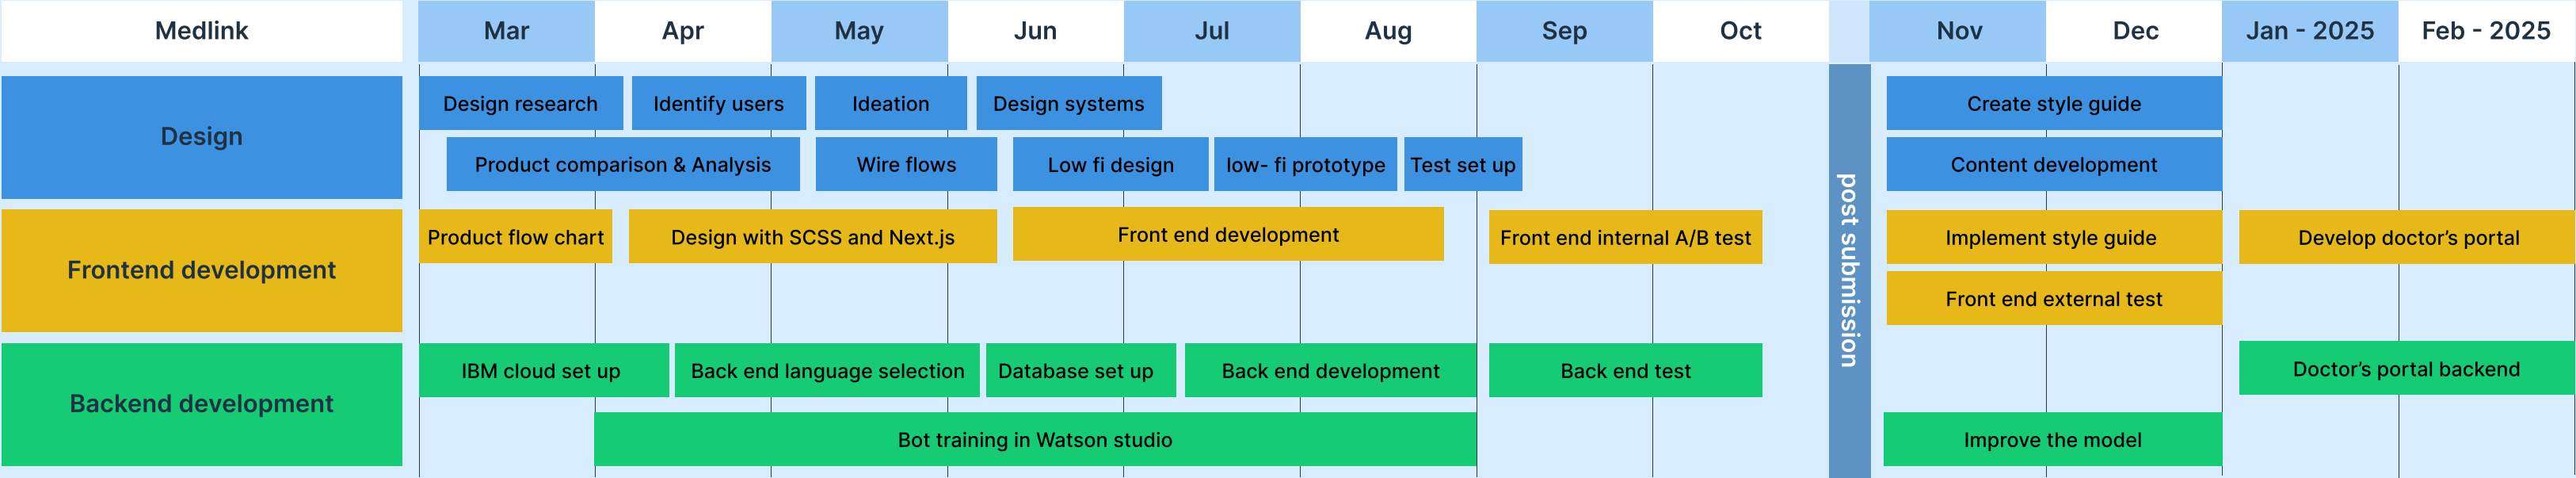 Medlink
Mar
Apr
May
Jun
Jul
Aug
Sep
Oct
Nov
Dec
Jan - 2025
Feb - 2025
Design
Design research
Identify users
Ideation
Design systems
Create style guide
Product comparison & Analysis
Wire flows
Low fi design
low- fi prototype
Test set up
Content development
post submisssion
Frontend development
Product flow chart
Design with SCSS and Next.js
Front end development
Front end internal A/B test
Implement style guide
Develop doctor’s portal
Front end external test
Backend development
IBM cloud set up
Back end language selection
Database set up
Back end development
Back end test
Doctor’s portal backend
Bot training in Watson studio
Improve the model